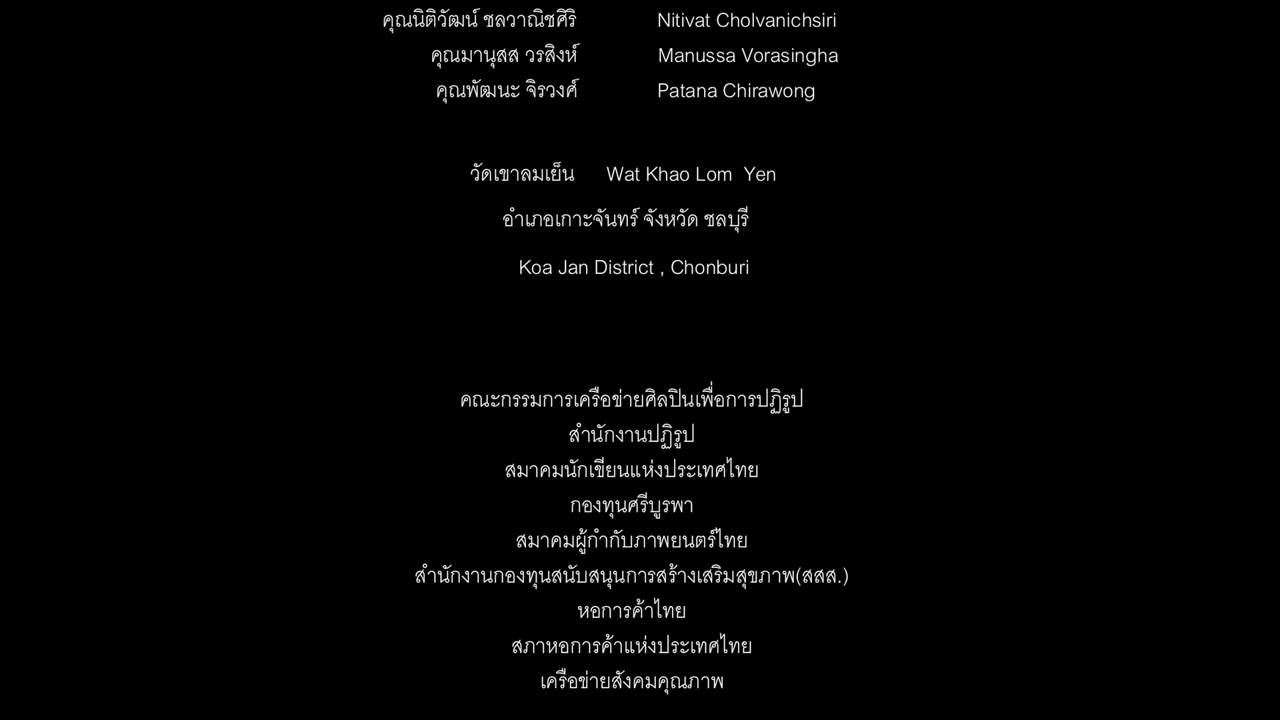 คุณนิติวัฒน์ ชลวาณิชศิริ Nitivat Cholvanichsiri
คุณมานุสส วรสิงห์ Manussa Vorasingha
คุณพัฒนะ จิรวงศ์ Patana Chirawong
วัดเขาลมเย็น Wat Khao Lom Yen
อำเภอเกาะจันทร์ จังหวัด ชลบุรี
Koa Jan District , Chonburi
คณะกรรมการเครือข่ายศิลปินเพื่อการปฏิรูป
สำนักงานปฏิรูป
สมาคมนักเขียนแห่งประเทศไทย
กองทุนศรีบูรพา
สมาคมผู้กำกับภาพยนตร์ไทย
สำนักงานกองทุนสนับสนุนการสร้างเสริมสุขภาพ(สสส.)
หอการค้าไทย
สภาหอการค้าแห่งประเทศไทย
เครือข่ายสังคมคุณภาพ